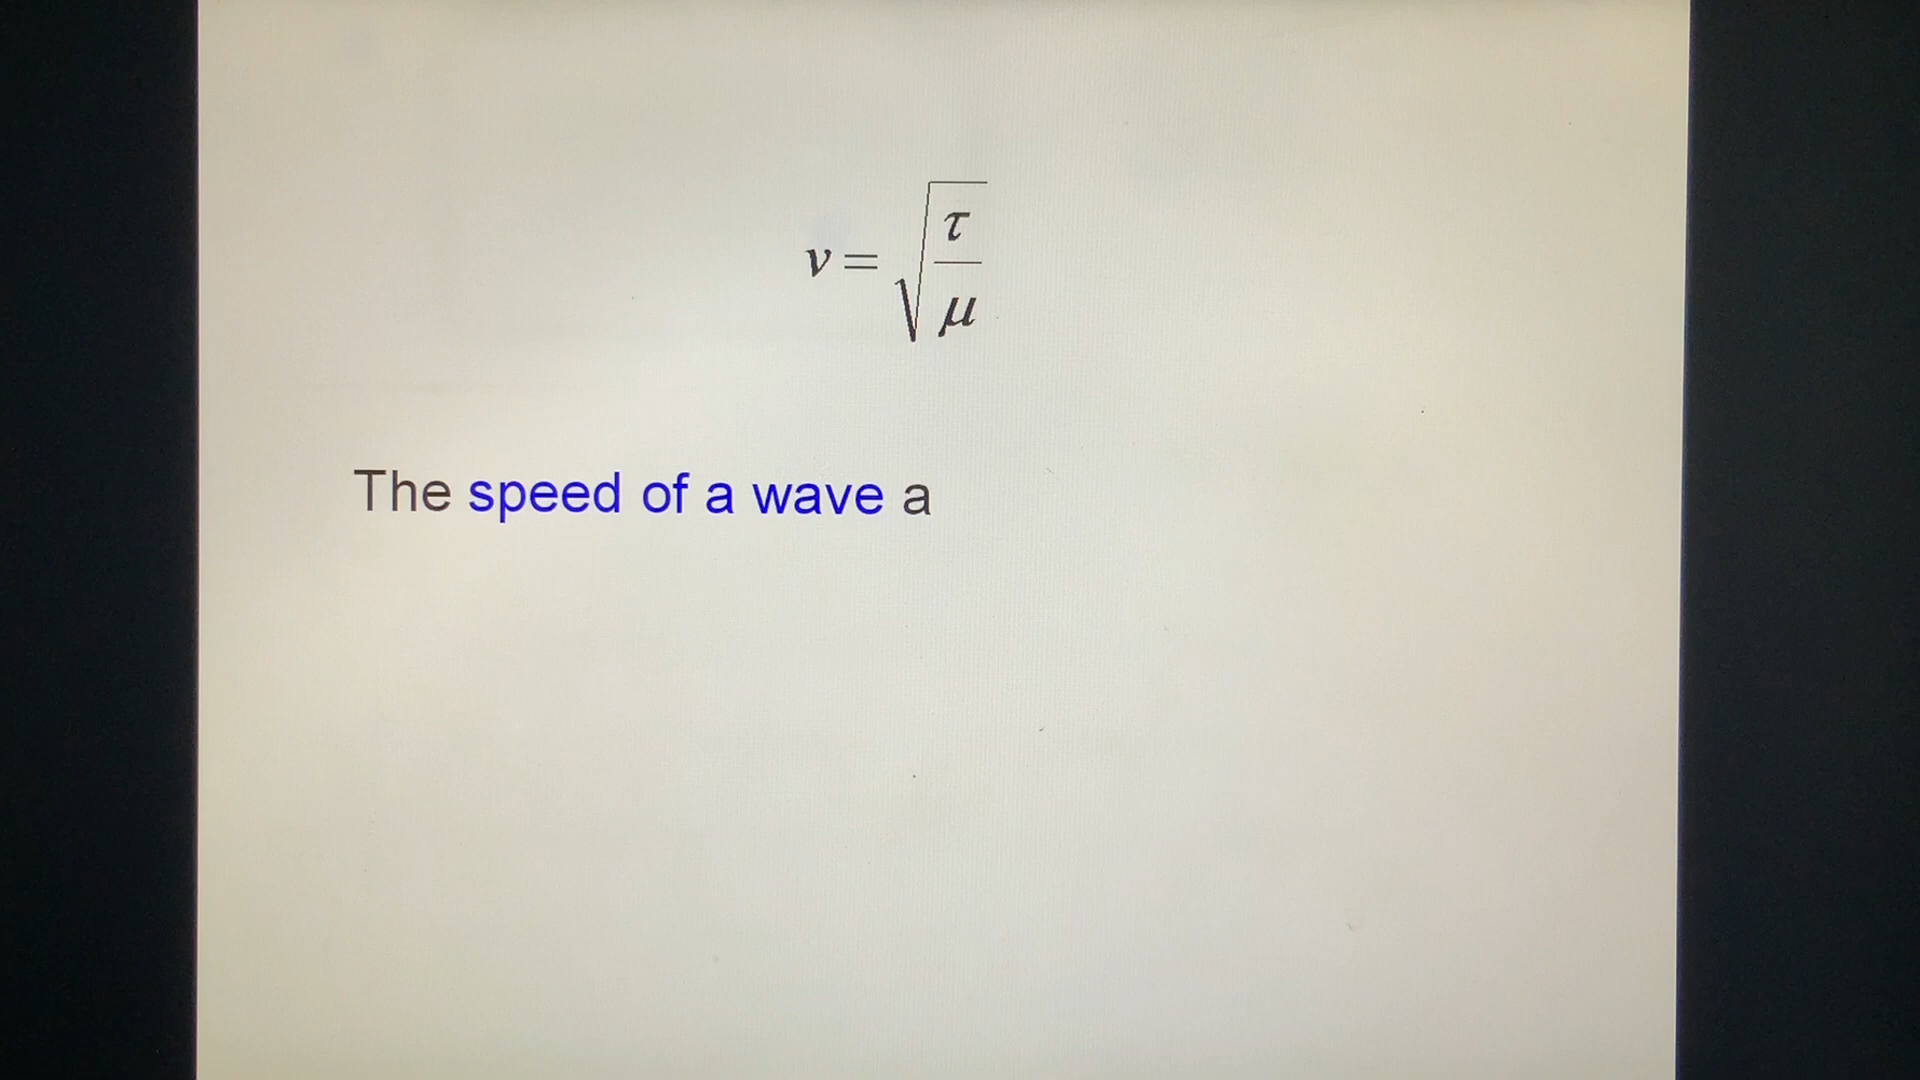 v = √(τ/μ)
The speed of a wave a